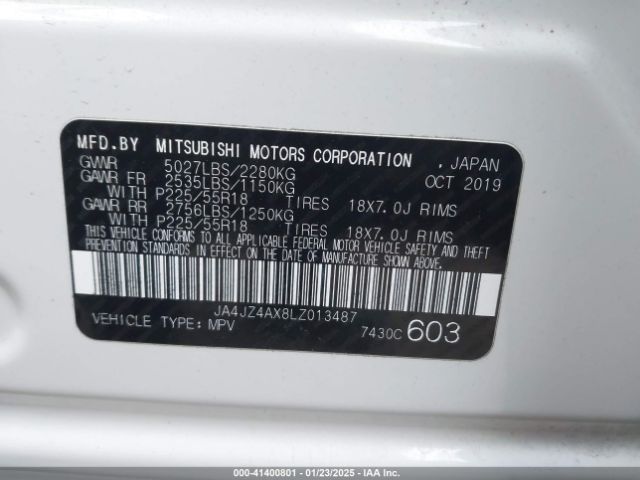 MFD.BY MITSUBISHI MOTORS CORPORATION , JAPAN
GVWR 5027LBS/2280KG OCT 2019
GAWR FR 2535LBS/1150KG
WITH P225/55R18 TIRES 18X7.0J RIMS
GAWR RR 2756LBS/1250KG
WITH P225/55R18 TIRES 18X7.0J RIMS
THIS VEHICLE CONFORMS TO ALL APPLICABLE FEDERAL MOTOR VEHICLE SAFETY AND THEFT
PREVENTION STANDARDS IN EFFECT ON THE DATE OF MANUFACTURE SHOWN ABOVE.
JA4JZ4AX8LZ013487
VEHICLE TYPE: MPV 7430C 603
000-41400801 - 01/23/2025 - IAAI.COM